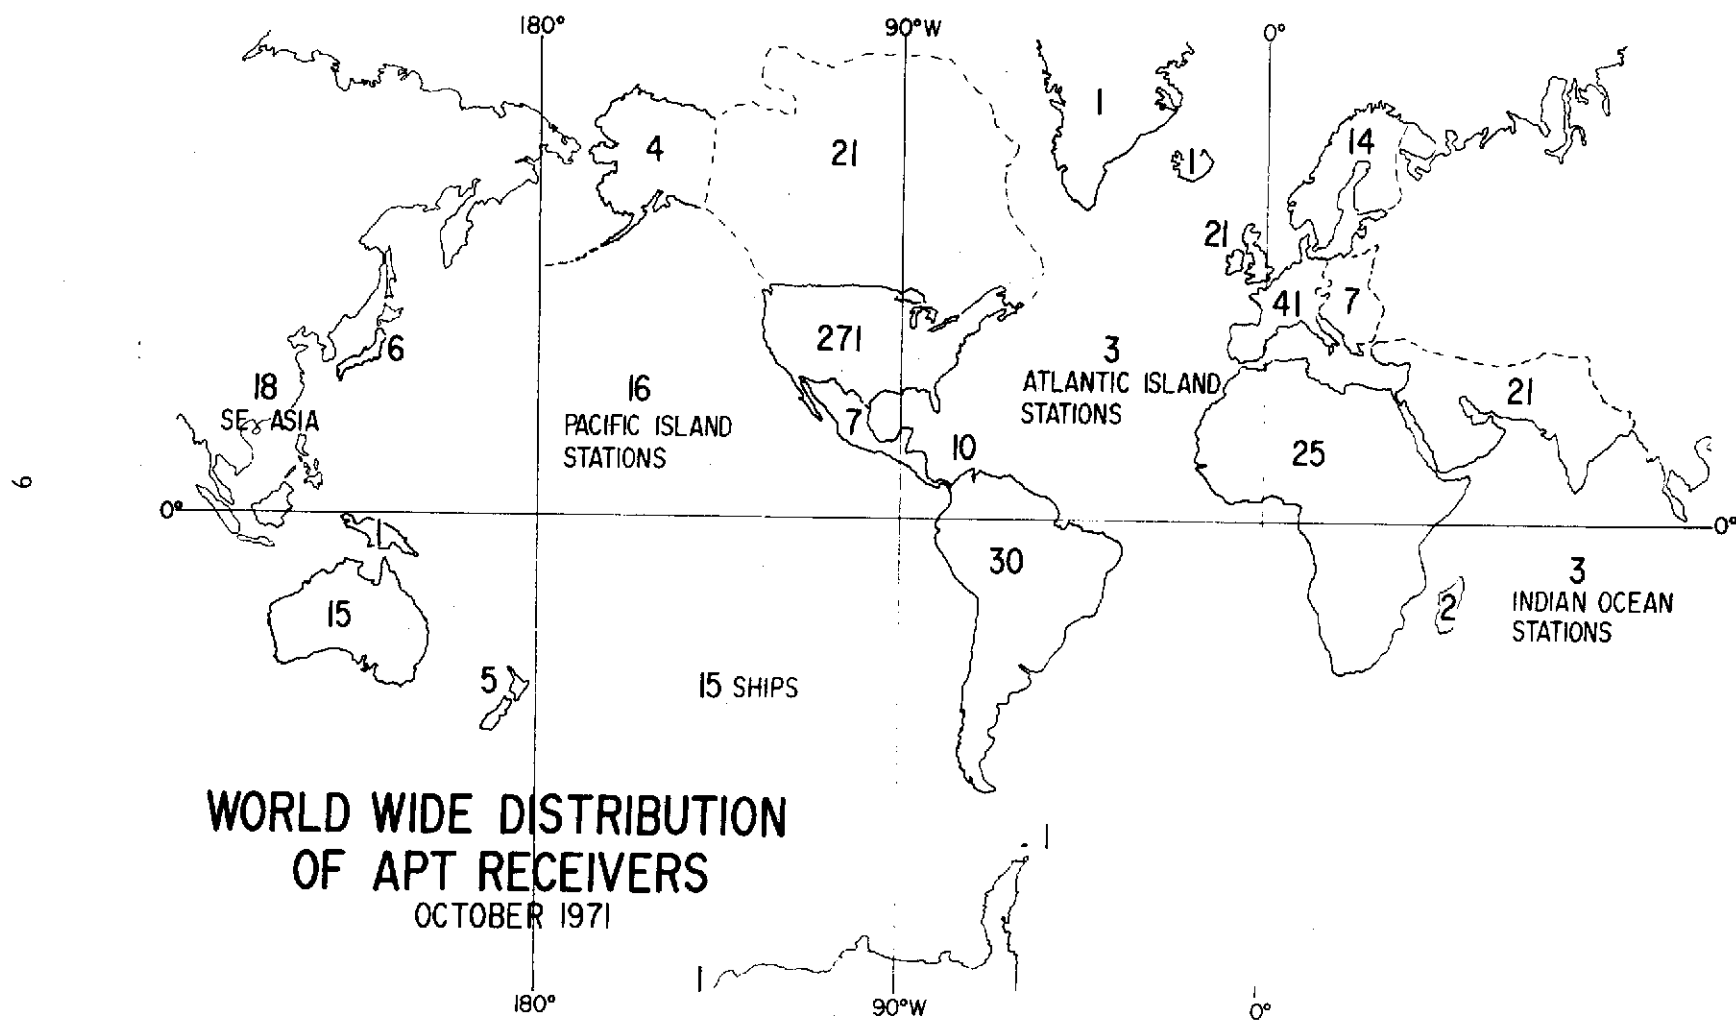 180°
90°W
0°
4
21
1
1
14
21
41
7
271
6
18
SE ASIA
16
PACIFIC ISLAND
STATIONS
7
3
ATLANTIC ISLAND
STATIONS
10
25
21
9
0°
0°
1
15
30
2
3
INDIAN OCEAN
STATIONS
5
15 SHIPS
WORLD WIDE DISTRIBUTION
OF APT RECEIVERS
OCTOBER 1971
1
1
180°
90°W
0°